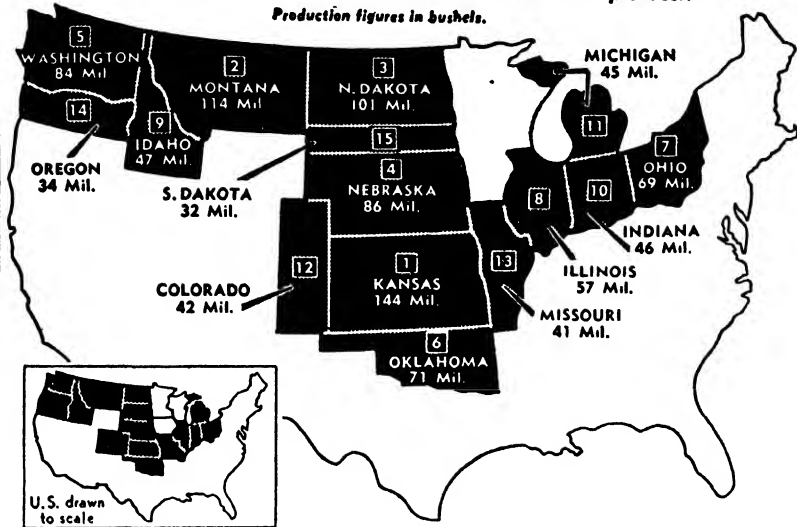 Production figures in bushels.
5
WASHINGTON
84 Mil
2
MONTANA
114 Mil
3
N. DAKOTA
101 Mil.
MICHIGAN
45 Mil.
14
9
IDAHO
47 Mil.
15
11
7
OHIO
69 Mil.
OREGON
34 Mil.
S. DAKOTA
32 Mil.
4
NEBRASKA
86 Mil.
8
10
INDIANA
46 Mil.
12
1
KANSAS
144 Mil.
13
ILLINOIS
57 Mil.
COLORADO
42 Mil.
MISSOURI
41 Mil.
6
OKLAHOMA
71 Mil.
U.S. drawn
to scale